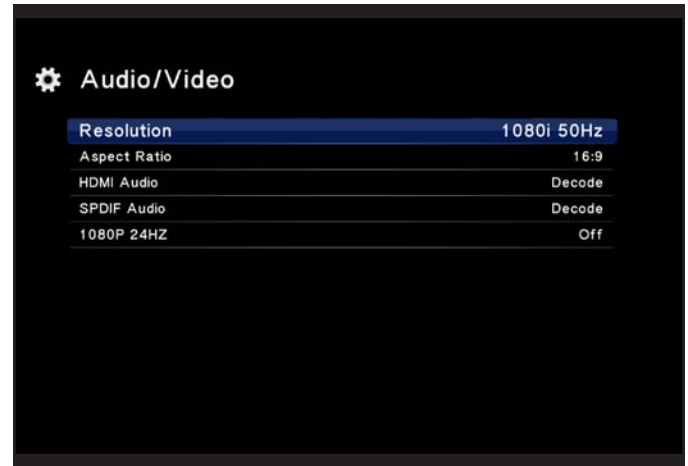 Audio/Video
Resolution 1080i 50Hz
Aspect Ratio 16:9
HDMI Audio Decode
SPDIF Audio Decode
1080P 24HZ Off